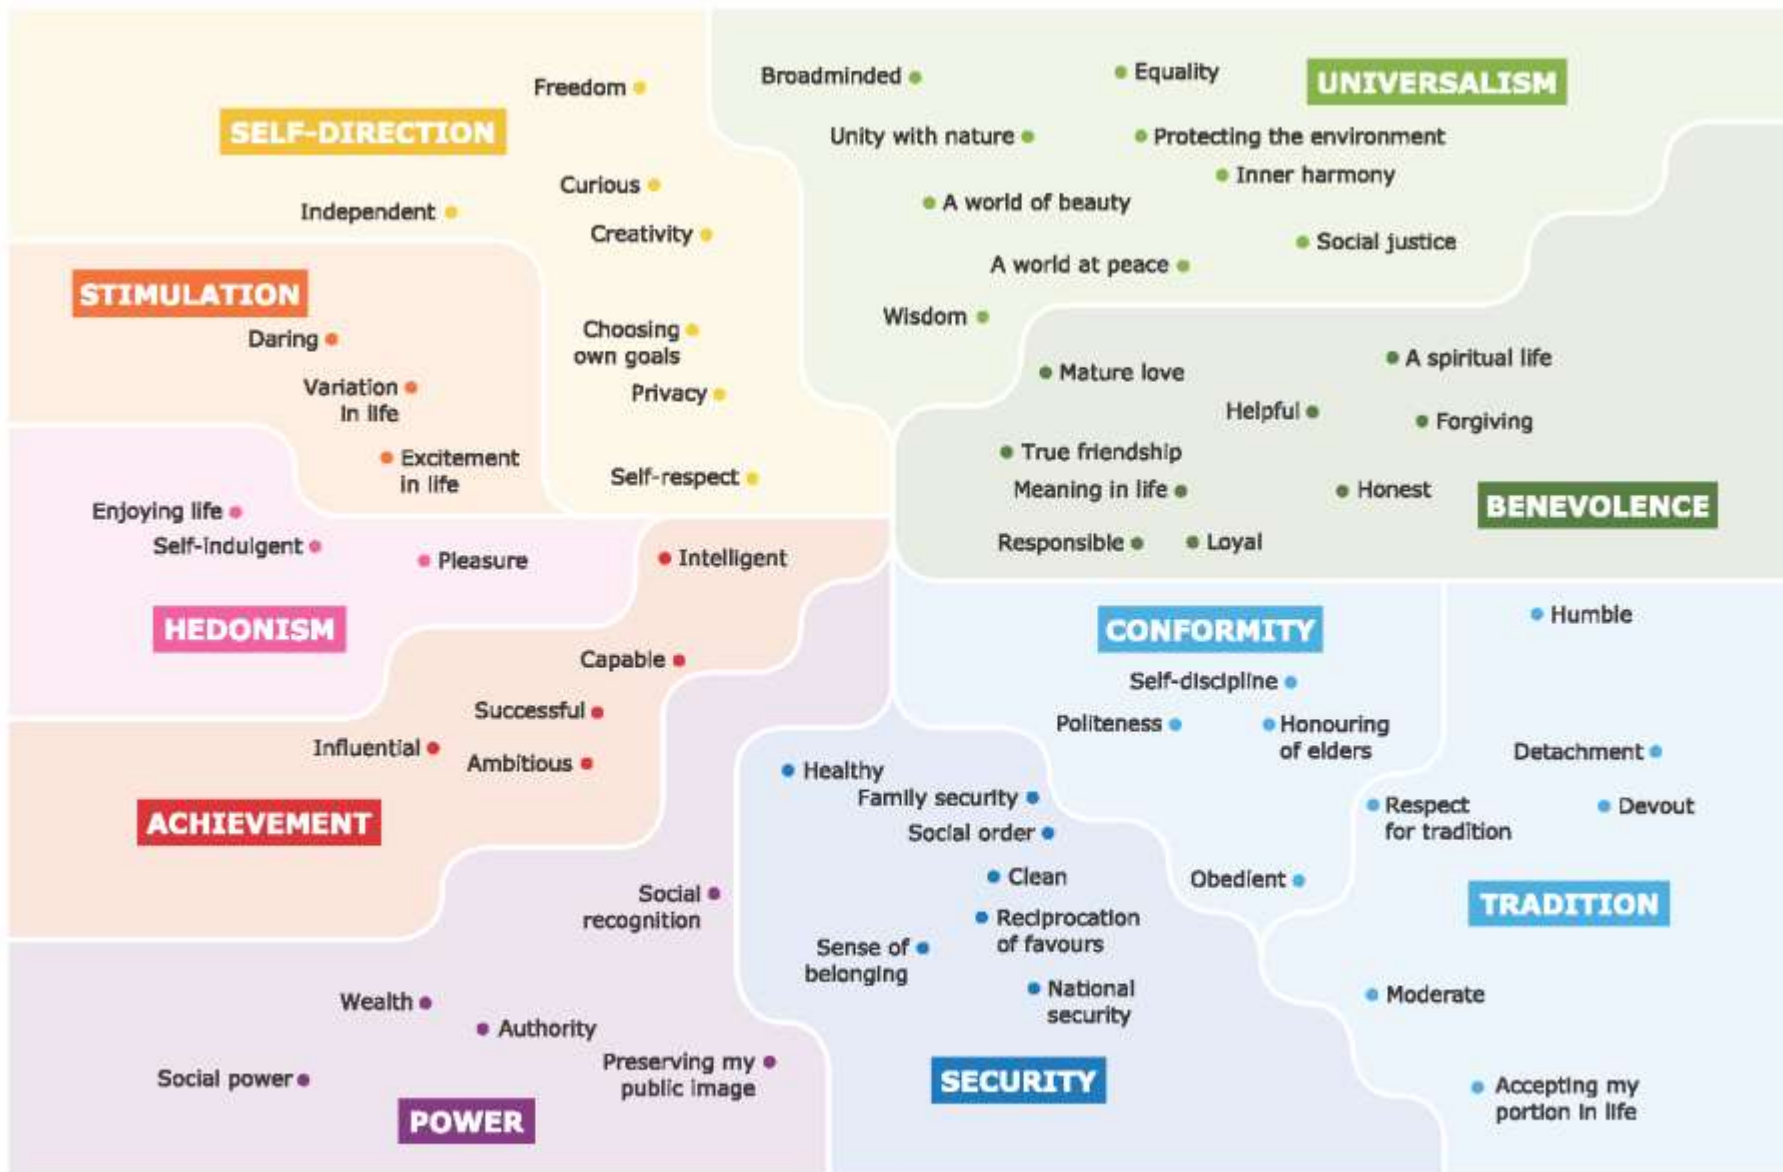 Freedom
SELF-DIRECTION
Curious
Independent
Creativity
Choosing
own goals
Privacy
Self-respect
Broadminded
Equality
UNIVERSALISM
Unity with nature
Protecting the environment
Inner harmony
A world of beauty
Social justice
A world at peace
Wisdom
STIMULATION
Daring
Variation
in life
Excitement
in life
Mature love
A spiritual life
Helpful
Forgiving
True friendship
Meaning in life
Honest
BENEVOLENCE
Responsible
Loyal
Enjoying life
Self-indulgent
Pleasure
HEDONISM
Intelligent
Capable
Successful
Influential
Ambitious
ACHIEVEMENT
CONFORMITY
Self-discipline
Politeness
Honouring
of elders
Obedient
Humble
Detachment
Respect
for tradition
Devout
TRADITION
Moderate
Accepting my
portion in life
Healthy
Family security
Social order
Clean
Reciprocation
of favours
Sense of
belonging
National
security
SECURITY
Social
recognition
Wealth
Authority
Preserving my
public image
Social power
POWER